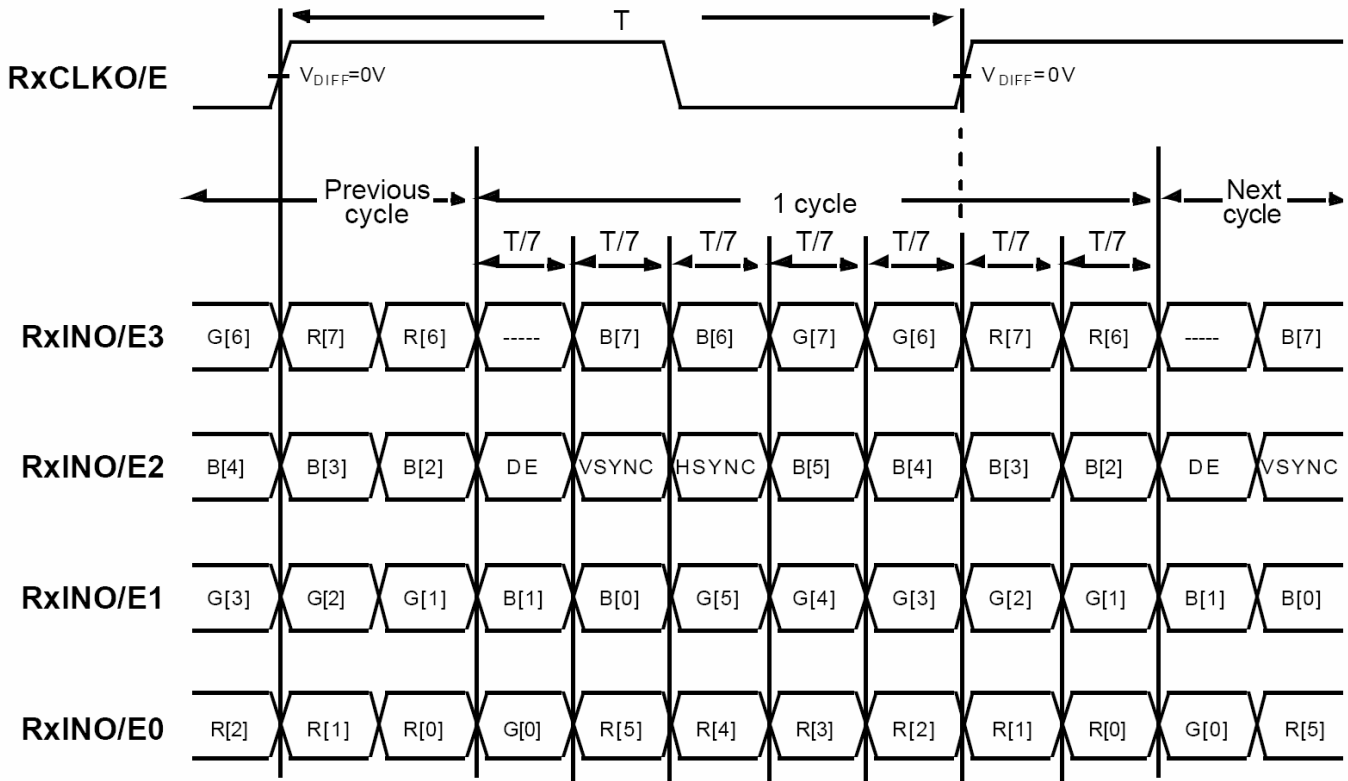 T
RxCLKO/E
VDIFF=0V VDIFF=0V
Previous cycle 1 cycle Next cycle
T/7 T/7 T/7 T/7 T/7 T/7 T/7
RxINO/E3 G[6] R[7] R[6] ----- B[7] B[6] G[7] G[6] R[7] R[6] ----- B[7]
RxINO/E2 B[4] B[3] B[2] DE VSYNC HSYNC B[5] B[4] B[3] B[2] DE VSYNC
RxINO/E1 G[3] G[2] G[1] B[1] B[0] G[5] G[4] G[3] G[2] G[1] B[1] B[0]
RxINO/E0 R[2] R[1] R[0] G[0] R[5] R[4] R[3] R[2] R[1] R[0] G[0] R[5]